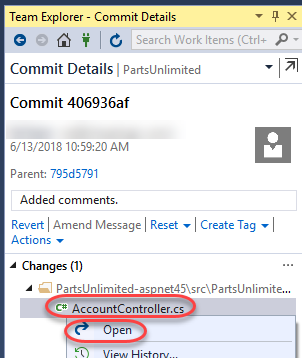 Team Explorer - Commit Details
Search Work Items (Ctrl+
Commit Details | PartsUnlimited
Commit 406936af
6/13/2018 10:59:20 AM
Parent: 795d5791
Added comments.
Revert | Amend Message | Reset | Create Tag |
Actions
Changes (1)
PartsUnlimited-aspnet45\src\PartsUnlimite...
C# AccountController.cs
Open
View History...